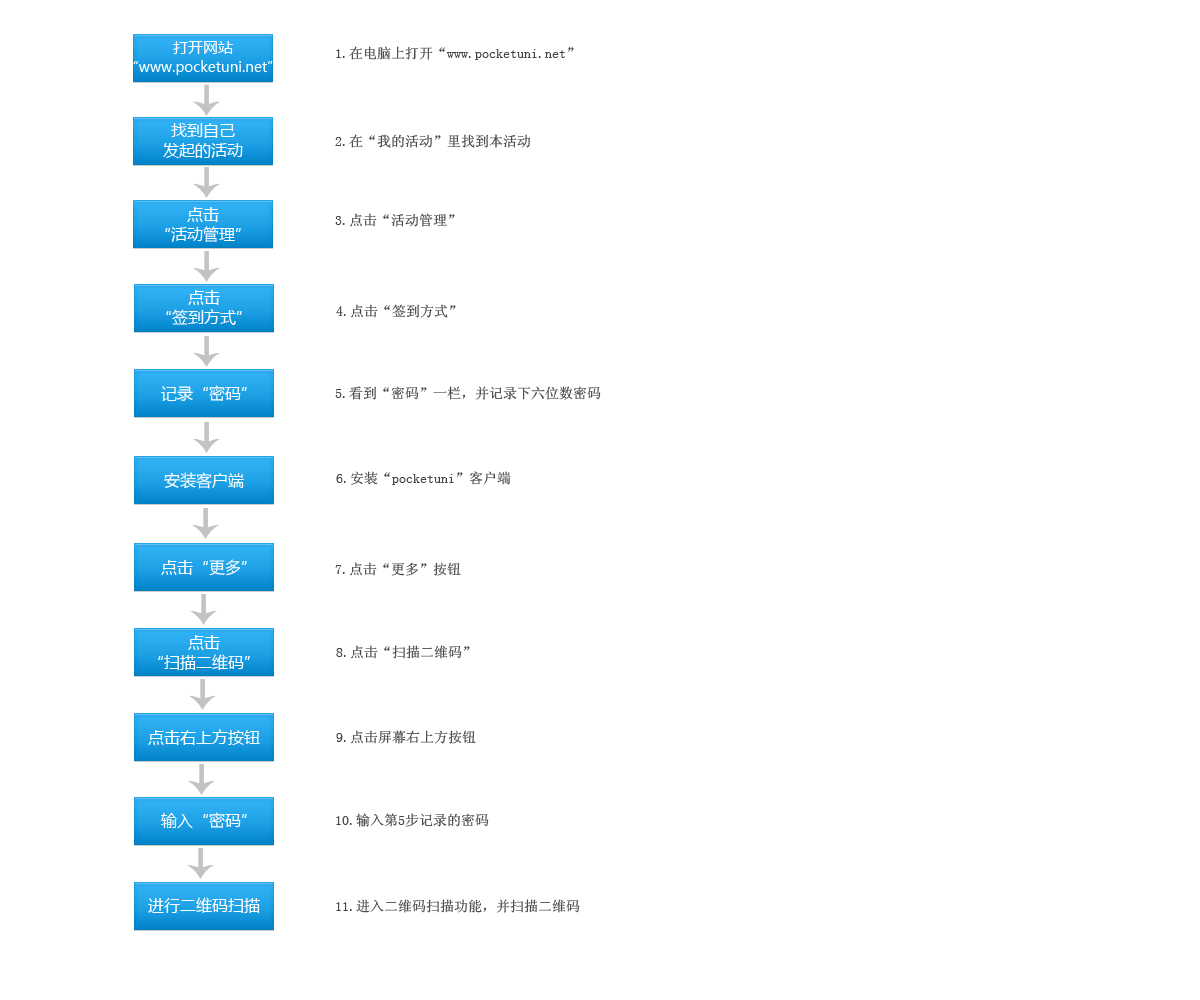 打开网站
“www.pocketuni.net”
1.在电脑上打开“www.pocketuni.net”
找到自己
发起的活动
2.在“我的活动”里找到本活动
点击
“活动管理”
3.点击“活动管理”
点击
“签到方式”
4.点击“签到方式”
记录“密码”
5.看到“密码”一栏，并记录下六位数密码
安装客户端
6.安装“pocketuni”客户端
点击“更多”
7.点击“更多”按钮
点击
“扫描二维码”
8.点击“扫描二维码”
点击右上方按钮
9.点击屏幕右上方按钮
输入“密码”
10.输入第5步记录的密码
进行二维码扫描
11.进入二维码扫描功能，并扫描二维码